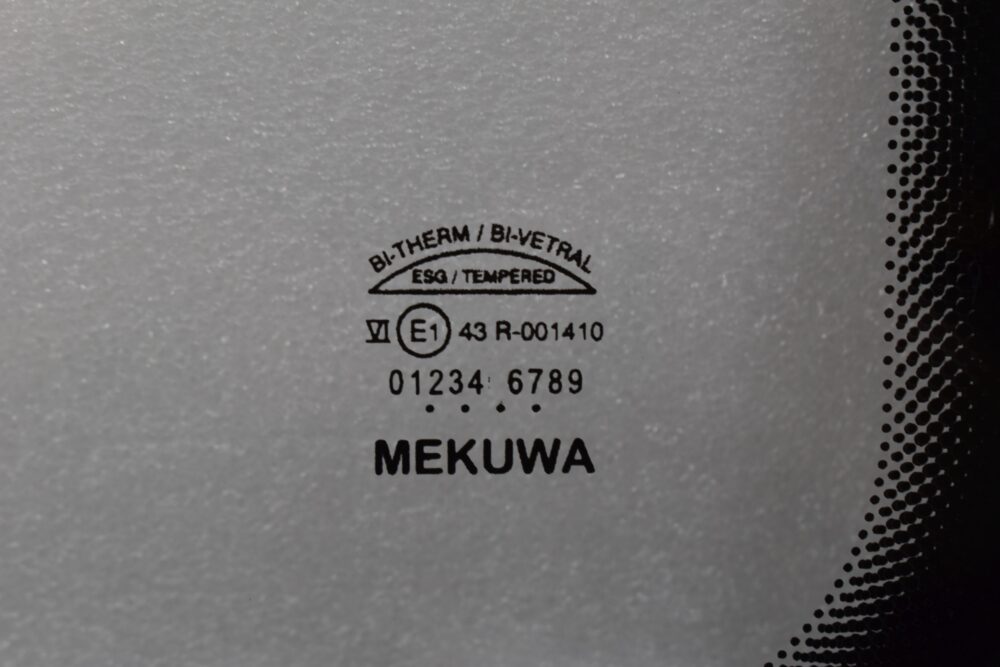 BI-THERM / BI-VETRAL
ESG / TEMPERED
VI E1 43 R-001410
01234 6789
. . . .
MEKUWA